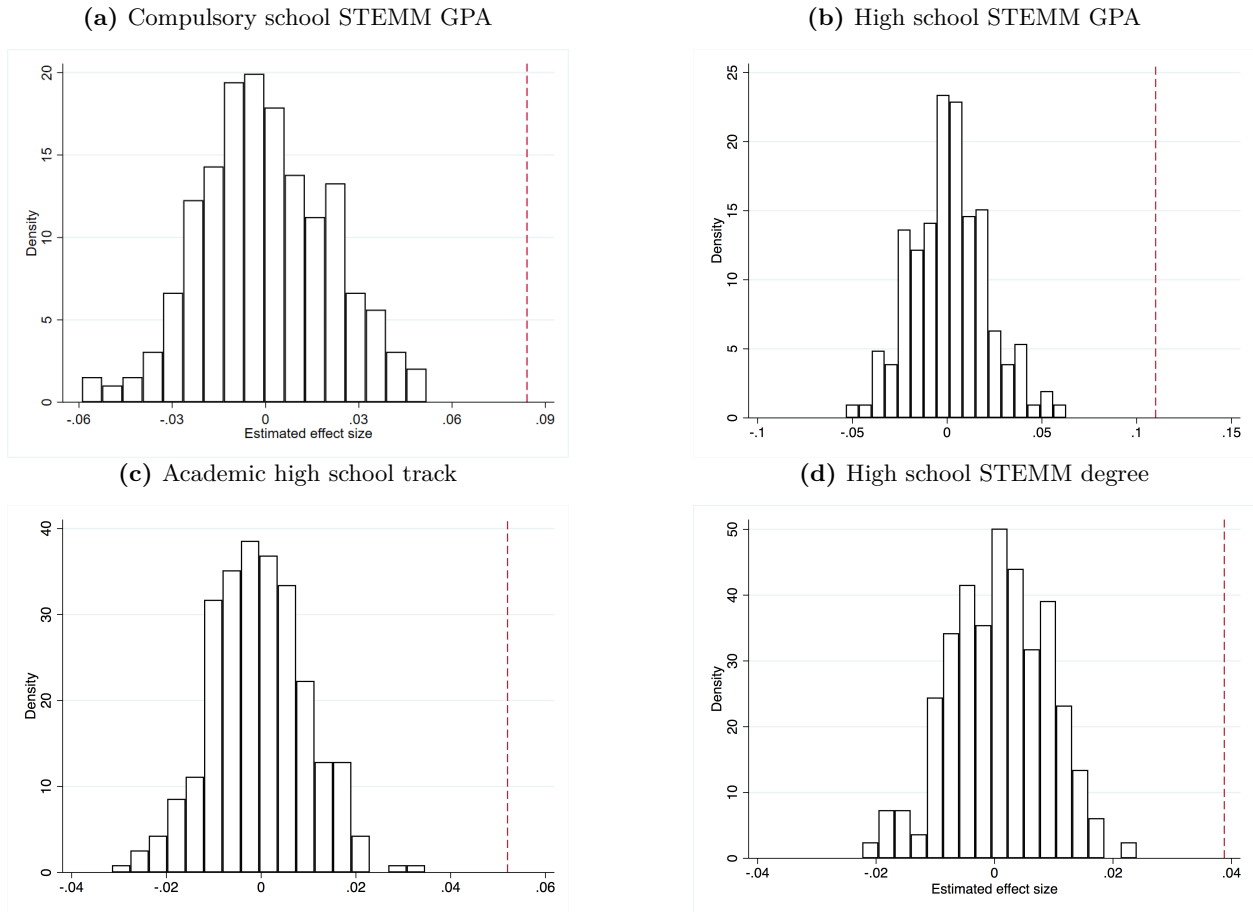 (a) Compulsory school STEMM GPA
Density
20
15
10
5
0
-.06 -.03 0 .03 .06 .09
Estimated effect size
(b) High school STEMM GPA
Density
25
20
15
10
5
0
-.1 -.05 0 .05 .1 .15
(c) Academic high school track
Density
40
30
20
10
0
-.04 -.02 0 .02 .04 .06
(d) High school STEMM degree
Density
50
40
30
20
10
0
-.04 -.02 0 .02 .04
Estimated effect size